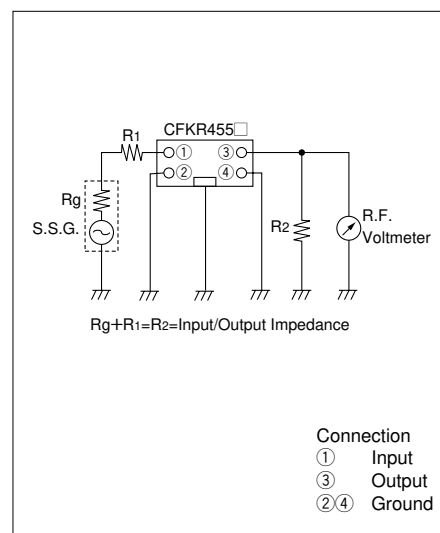 CFKR455□
R1
① ③
② ④
Rg
S.S.G.
R2
R.F.
Voltmeter
Rg+R1=R2=Input/Output Impedance
Connection
① Input
③ Output
②④ Ground